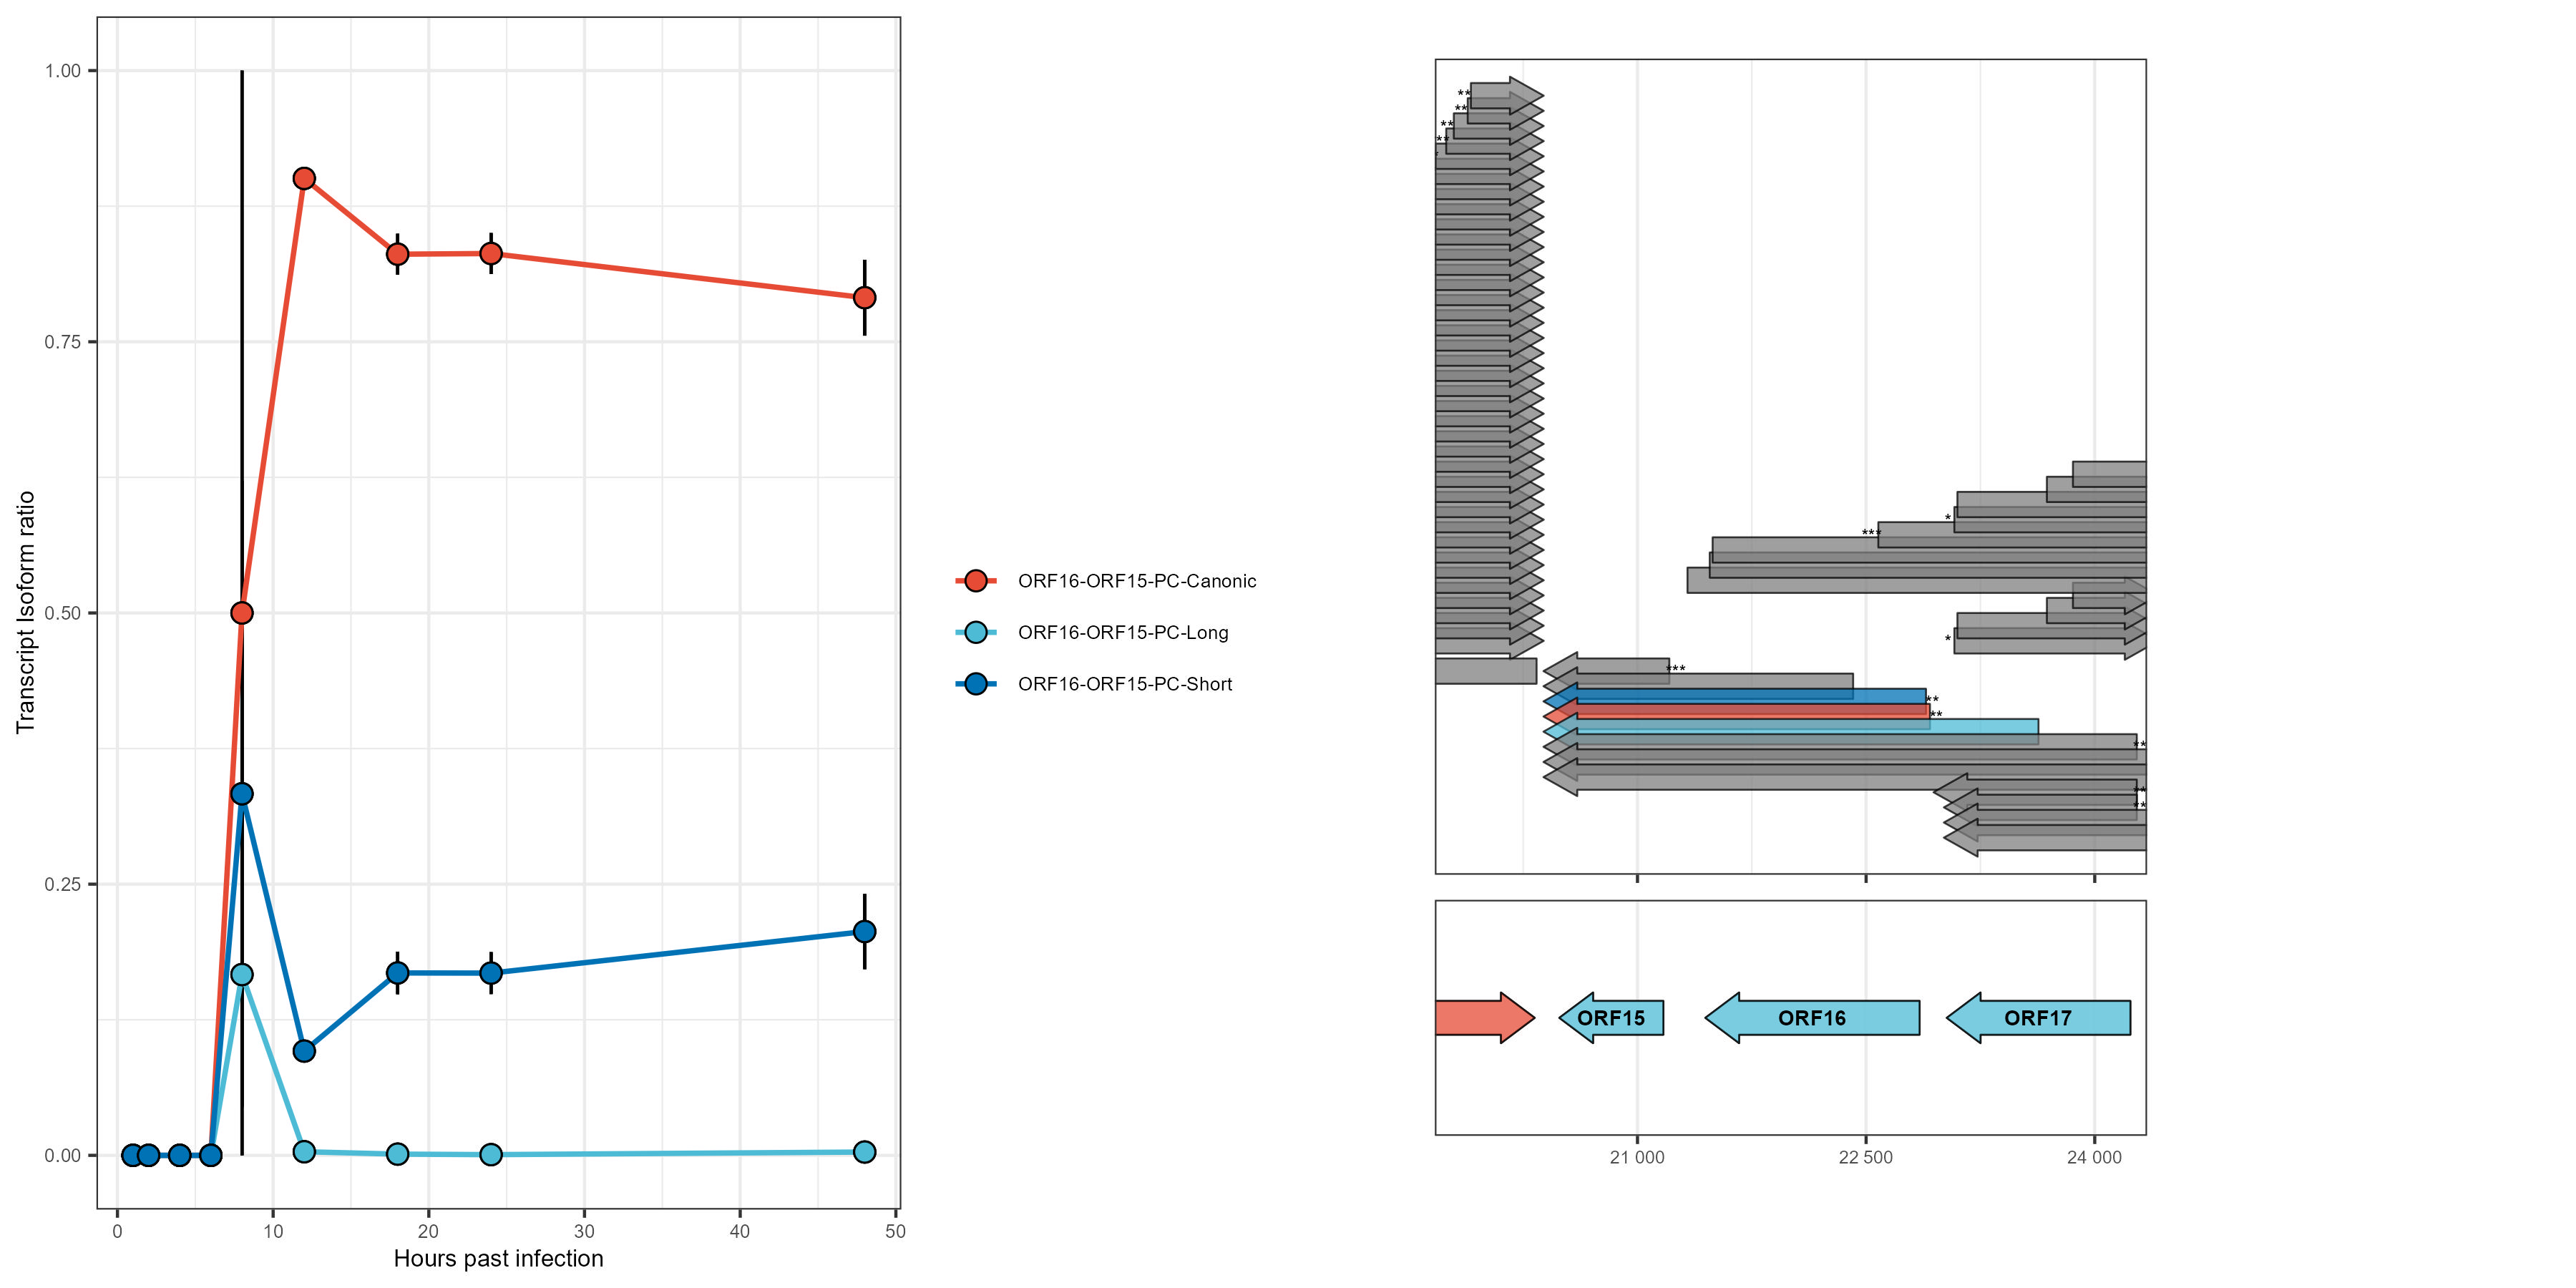 1.00
0.75
0.50
0.25
0.00
Transcript Isoform ratio
0 10 20 30 40 50
Hours past infection
ORF16-ORF15-PC-Canonic
ORF16-ORF15-PC-Long
ORF16-ORF15-PC-Short
**
**
**
**
*
***
*
***
**
**
**
**
**
ORF15 ORF16 ORF17
21 000 22 500 24 000